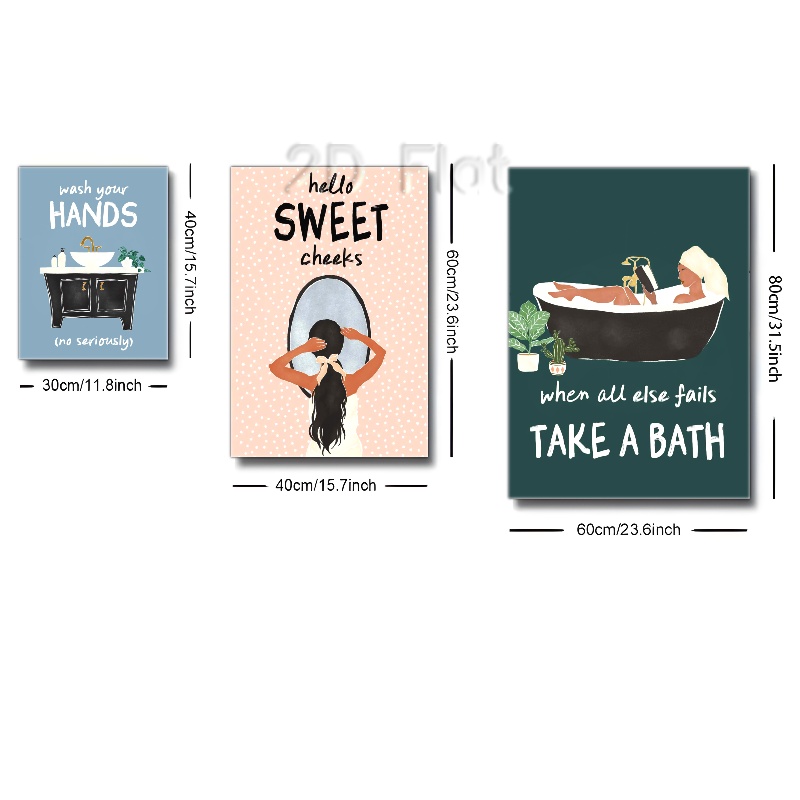 2D Flat
wash your
HANDS
(no seriously)
40cm/15.7inch
30cm/11.8inch
hello
SWEET
cheeks
60cm/23.6inch
40cm/15.7inch
when all else fails
TAKE A BATH
80cm/31.5inch
60cm/23.6inch